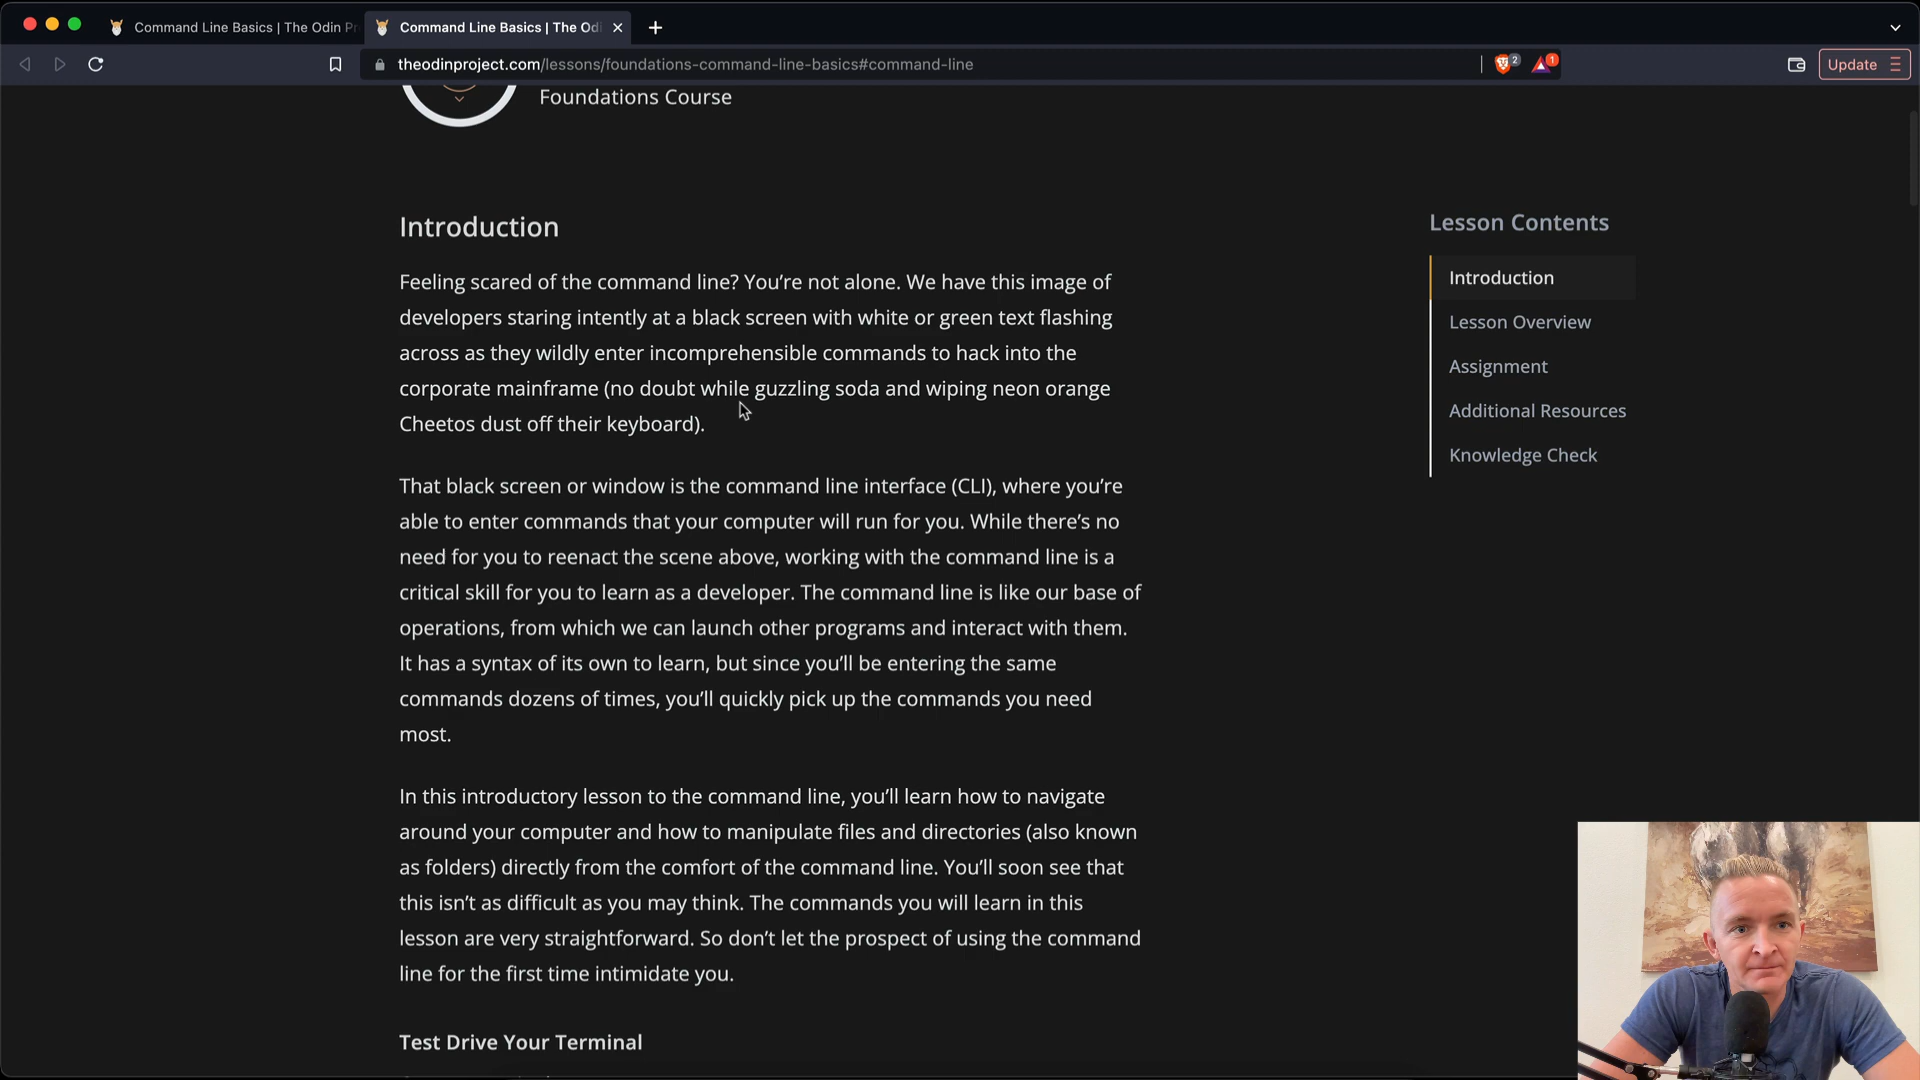 Command Line Basics | The Odin Pr
Command Line Basics | The Od
theodinproject.com/lessons/foundations-command-line-basics#command-line
2
1
Update
Foundations Course
Introduction
Feeling scared of the command line? You’re not alone. We have this image of
developers staring intently at a black screen with white or green text flashing
across as they wildly enter incomprehensible commands to hack into the
corporate mainframe (no doubt while guzzling soda and wiping neon orange
Cheetos dust off their keyboard).
That black screen or window is the command line interface (CLI), where you’re
able to enter commands that your computer will run for you. While there’s no
need for you to reenact the scene above, working with the command line is a
critical skill for you to learn as a developer. The command line is like our base of
operations, from which we can launch other programs and interact with them.
It has a syntax of its own to learn, but since you’ll be entering the same
commands dozens of times, you’ll quickly pick up the commands you need
most.
In this introductory lesson to the command line, you’ll learn how to navigate
around your computer and how to manipulate files and directories (also known
as folders) directly from the comfort of the command line. You’ll soon see that
this isn’t as difficult as you may think. The commands you will learn in this
lesson are very straightforward. So don’t let the prospect of using the command
line for the first time intimidate you.
Test Drive Your Terminal
Lesson Contents
Introduction
Lesson Overview
Assignment
Additional Resources
Knowledge Check